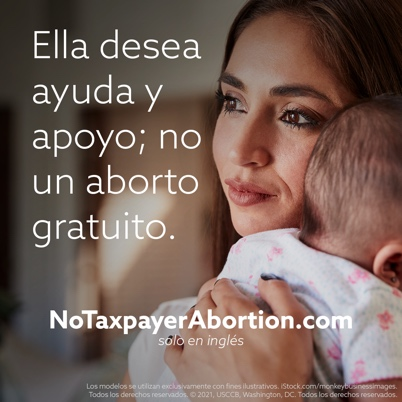 Ella desea
ayuda y
apoyo; no
un aborto
gratuito.
NoTaxpayerAbortion.com
sólo en inglés
Los modelos se utilizan exclusivamente con fines ilustrativos. iStock.com/monkeybusinessimages.
Todos los derechos reservados. © 2021, USCCB, Washington, DC. Todos los derechos reservados.